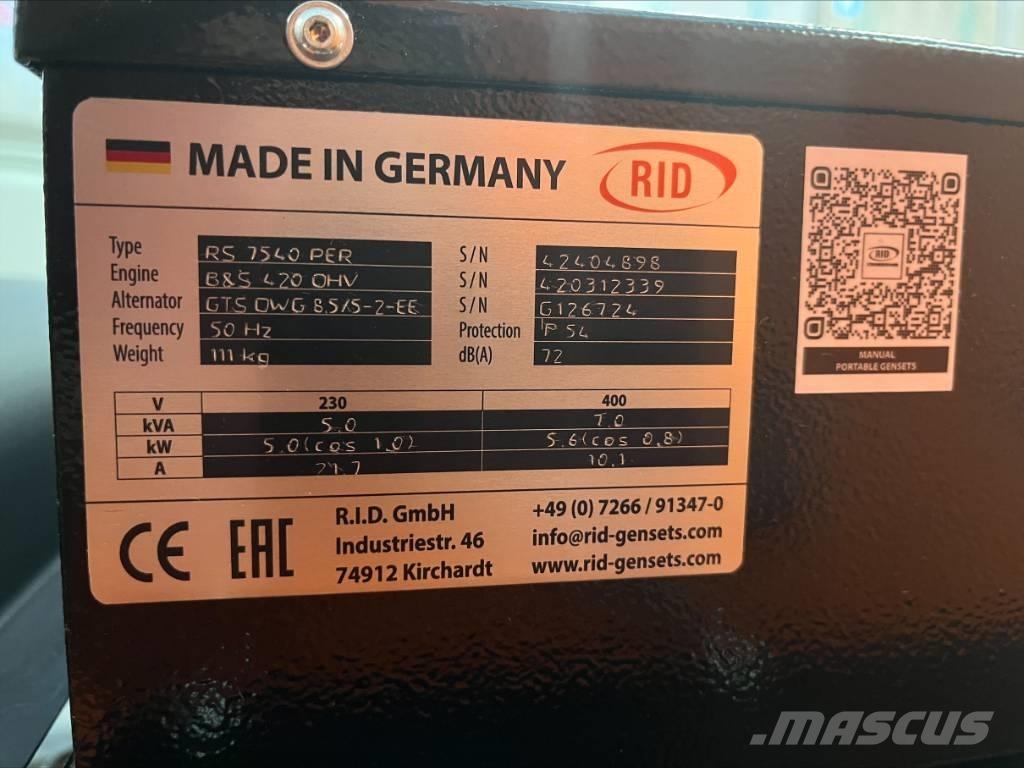 MADE IN GERMANY RID
Type RS 7540 PER S/N 42404898
Engine B&S 420 OHV S/N 420312339
Alternator GTS DWG 8.5/5-2-EE S/N G126724
Frequency 50 Hz Protection IP 54
Weight 111 kg dB(A) 72
V 230 400
kVA 5.0 7.0
kW 5.0(cos 1.0) 5.6(cos 0,8)
A 21.7 10.1
CE EAC
R.I.D. GmbH
Industriestr. 46
74912 Kirchardt
+49 (0) 7266 / 91347-0
info@rid-gensets.com
www.rid-gensets.com
RID
MANUAL
PORTABLE GENSETS
MASCUS